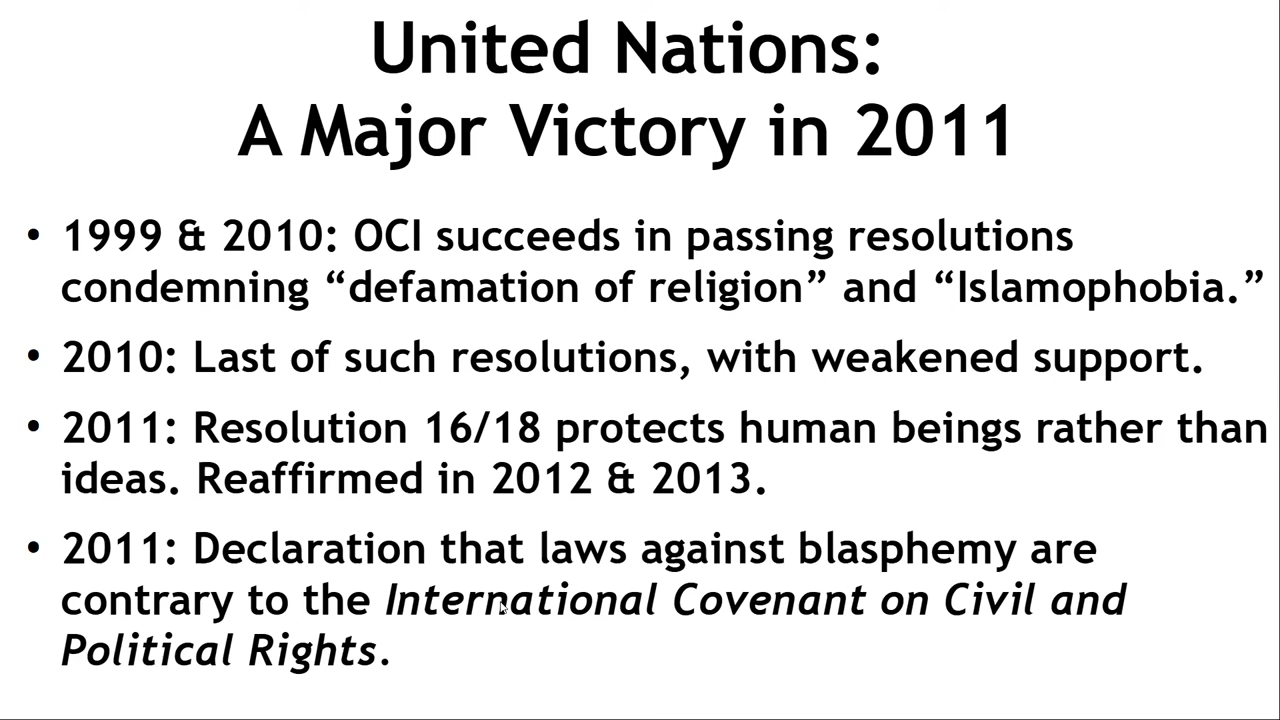 United Nations:
A Major Victory in 2011
• 1999 & 2010: OCI succeeds in passing resolutions
condemning “defamation of religion” and “Islamophobia.”
• 2010: Last of such resolutions, with weakened support.
• 2011: Resolution 16/18 protects human beings rather than
ideas. Reaffirmed in 2012 & 2013.
• 2011: Declaration that laws against blasphemy are
contrary to the International Covenant on Civil and
Political Rights.